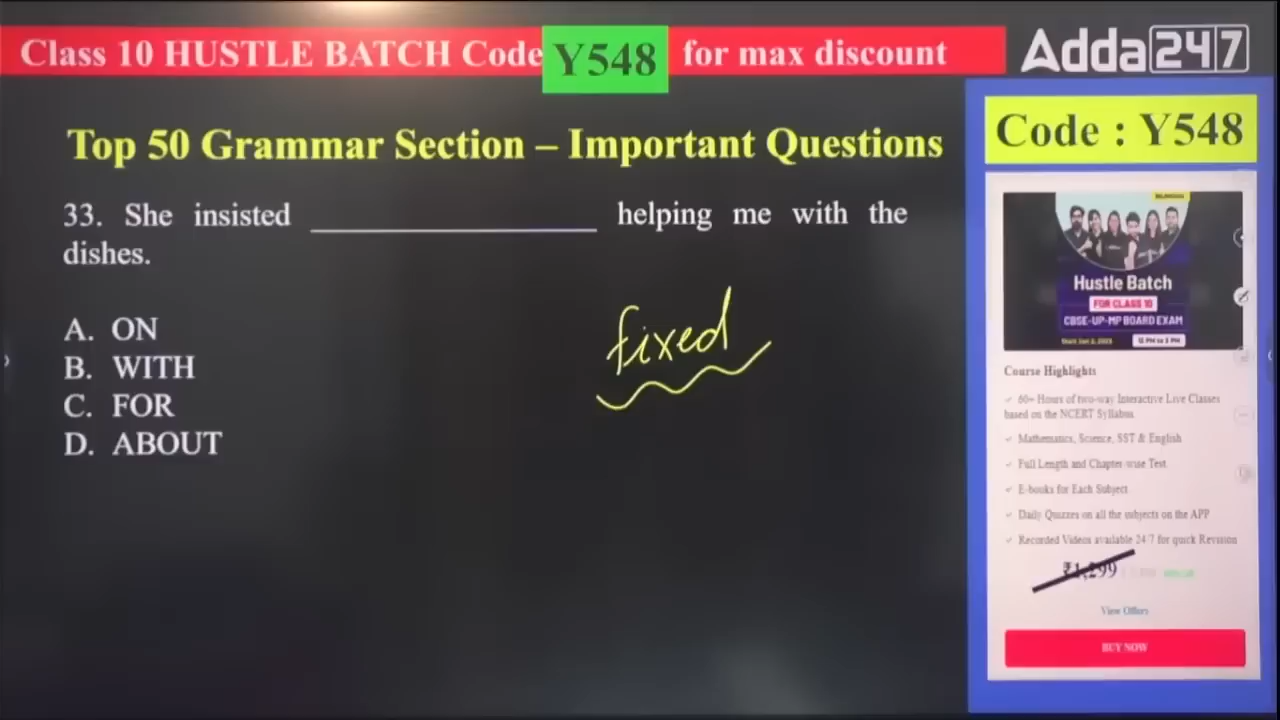 Class 10 HUSTLE BATCH Code Y548 for max discount
Adda 247
Code : Y548
Top 50 Grammar Section – Important Questions
33. She insisted ____________________ helping me with the
dishes.
A. ON
B. WITH
C. FOR
D. ABOUT
fixed
Hustle Batch
FOR CLASS 10
CBSE-UP-MP BOARD EXAM
Course Highlights
60+ Hours of two-way Interactive Live Classes
based on the NCERT Syllabus
Mathematics, Science, SST & English
Full Length and Chapter wise Test
E-books for Each Subject
Daily Quizzes on all the subjects on the APP
Recorded Videos available 24/7 for quick Revision
₹1,299
View Offers
BUY NOW